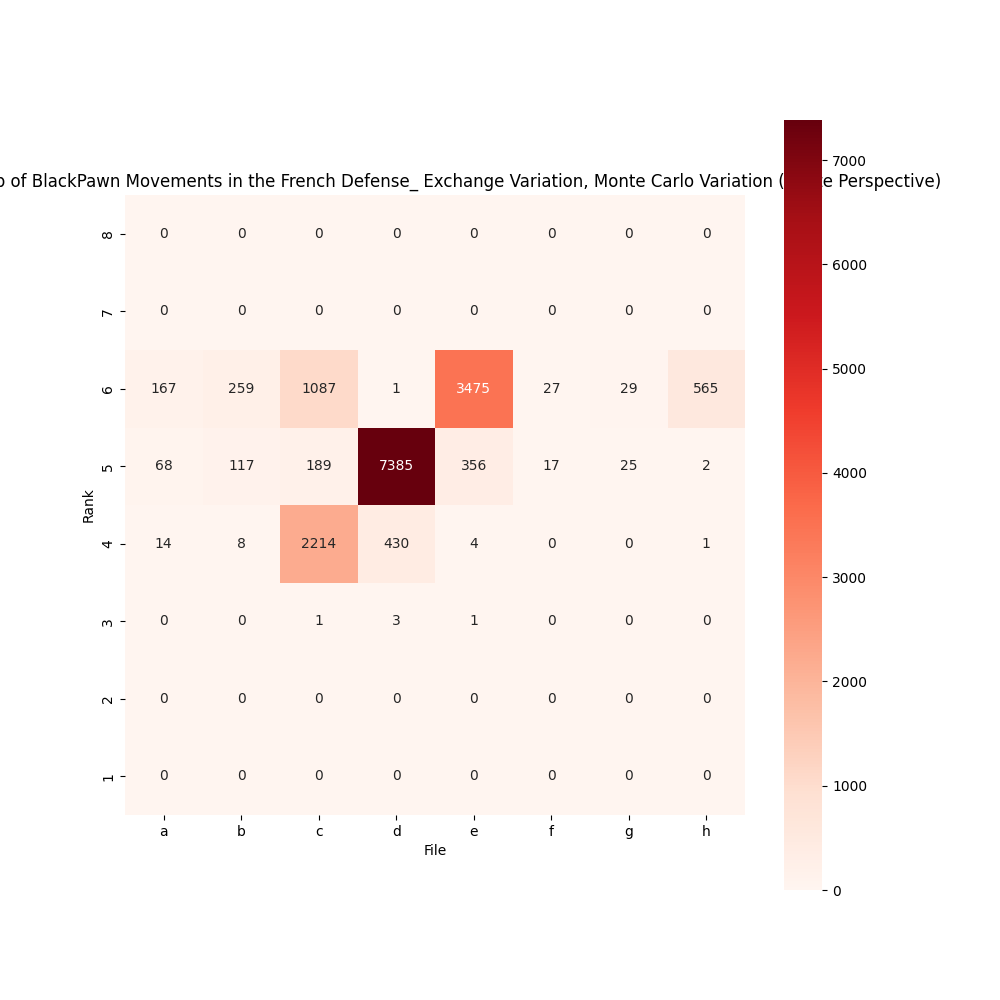 of BlackPawn Movements in the French Defense_ Exchange Variation, Monte Carlo Variation ( Perspective)
7000
6000
5000
4000
3000
2000
1000
0
Rank
8 0 0 0 0 0 0 0 0
7 0 0 0 0 0 0 0 0
6 167 259 1087 1 3475 27 29 565
5 68 117 189 7385 356 17 25 2
4 14 8 2214 430 4 0 0 1
3 0 0 1 3 1 0 0 0
2 0 0 0 0 0 0 0 0
1 0 0 0 0 0 0 0 0
a b c d e f g h
File